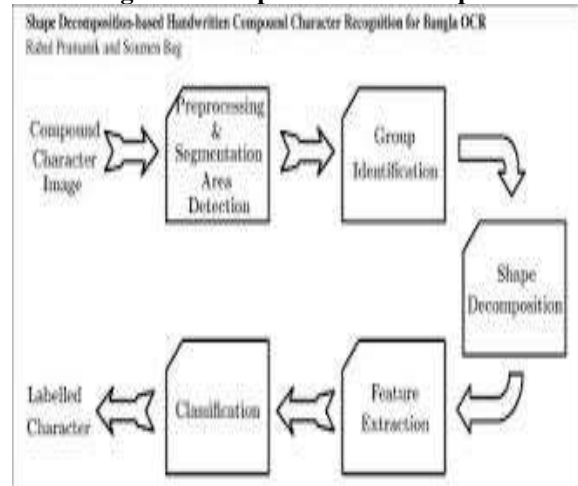 Shape Decomposition-based Handwritten Compound Character Recognition for Bangla OCR
Rahul Pramanik and Soumen Bag
Compound
Character
Image
Preprocessing
&
Segmentation
Area
Detection
Group
Identification
Shape
Decomposition
Feature
Extraction
Classification
Labelled
Character